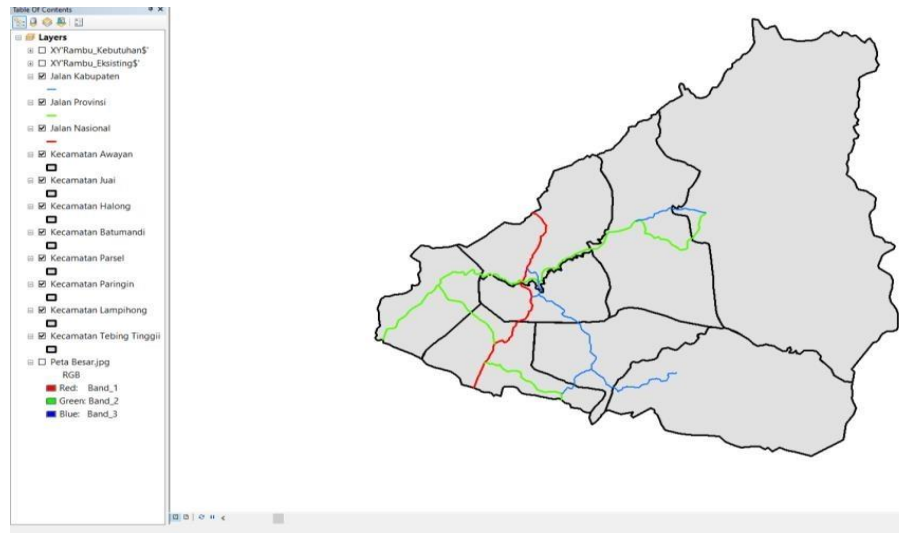 Table Of Contents
Layers
XY'Rambu_Kebutuhan$'
XY'Rambu_Eksisting$'
Jalan Kabupaten
Jalan Provinsi
Jalan Nasional
Kecamatan Awayan
Kecamatan Juai
Kecamatan Halong
Kecamatan Batumandi
Kecamatan Parsel
Kecamatan Paringin
Kecamatan Lampihong
Kecamatan Tebing Tinggii
Peta Besar.jpg
RGB
Red: Band_1
Green: Band_2
Blue: Band_3